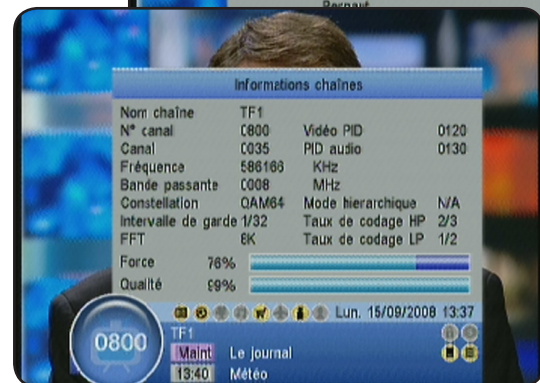 Pernaut
Informations chaînes
Nom chaîne TF1
N° canal 0800 Vidéo PID 0120
Canal 0035 PID audio 0130
Fréquence 586166 KHz
Bande passante 0008 MHz
Constellation QAM64 Mode hierarchique N/A
Intervalle de garde 1/32 Taux de codage HP 2/3
FFT 8K Taux de codage LP 1/2
Force 76%
Qualité 99%
Lun. 15/09/2008 13:37
0800
TF1
Maint Le journal
13:40 Météo